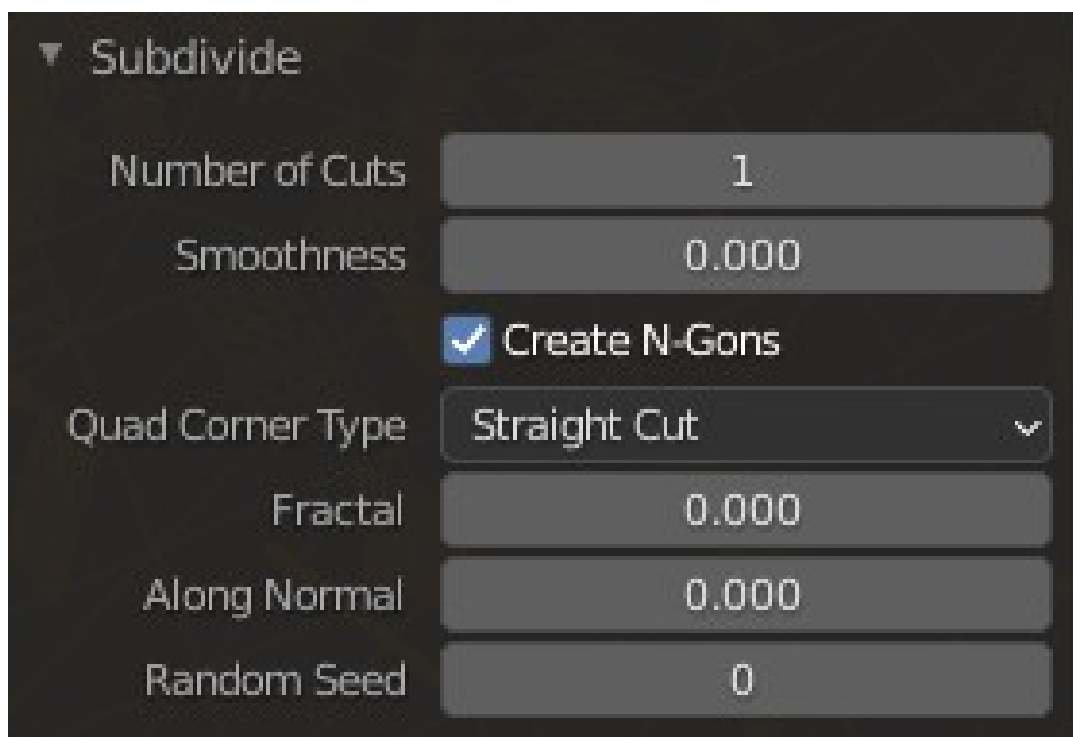 Subdivide
Number of Cuts 1
Smoothness 0.000
Create N-Gons
Quad Corner Type Straight Cut
Fractal 0.000
Along Normal 0.000
Random Seed 0